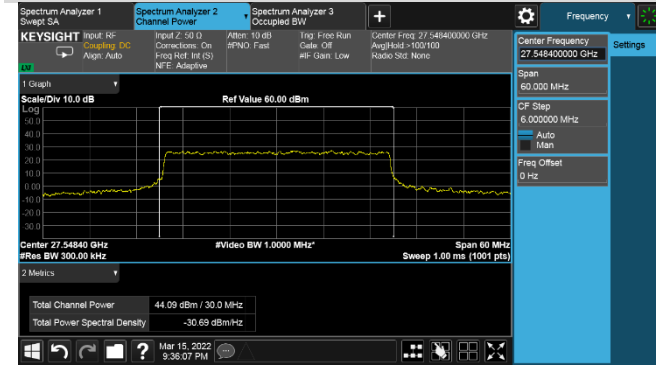 Spectrum Analyzer 1
Swept SA
Spectrum Analyzer 2
Channel Power
Spectrum Analyzer 3
Occupied BW
+
Frequency
KEYSIGHT
Input: RF
Coupling: DC
Align: Auto
Input Z: 50 Ω
Corrections: On
Freq Ref: Int (S)
NFE: Adaptive
Atten: 10 dB
#PNO: Fast
Trig: Free Run
Gate: Off
#IF Gain: Low
Center Freq: 27.548400000 GHz
Avg|Hold:>100/100
Radio Std: None
LXI
Center Frequency
27.548400000 GHz
Settings
Span
60.000 MHz
CF Step
6.000000 MHz
Auto
Man
Freq Offset
0 Hz
1 Graph
Scale/Div 10.0 dB
Ref Value 60.00 dBm
Log
50.0
40.0
30.0
20.0
10.0
0.00
-10.0
-20.0
-30.0
Center 27.54840 GHz
#Res BW 300.00 kHz
#Video BW 1.0000 MHz*
Span 60 MHz
Sweep 1.00 ms (1001 pts)
2 Metrics
Total Channel Power 44.09 dBm / 30.0 MHz
Total Power Spectral Density -30.69 dBm/Hz
?
Mar 15, 2022
9:36:07 PM